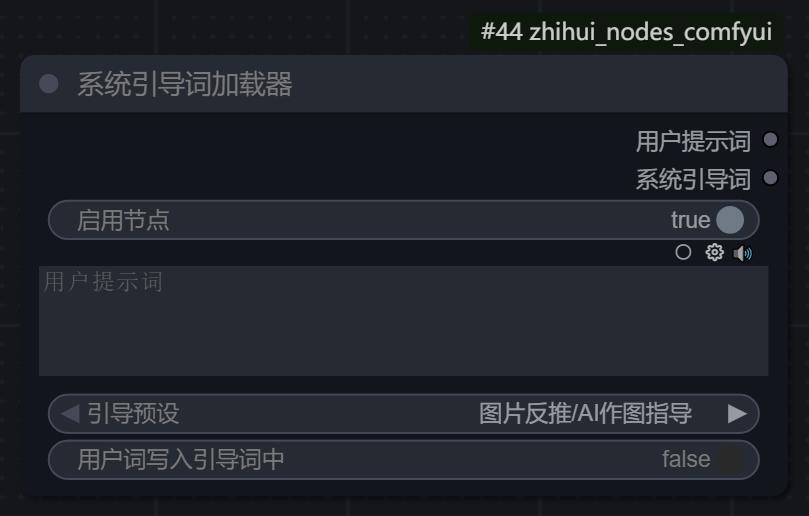 #44 zhihui_nodes_comfyui
系统引导词加载器
用户提示词
系统引导词
启用节点 true
用户提示词
引导预设 图片反推/AI作图指导
用户词写入引导词中 false